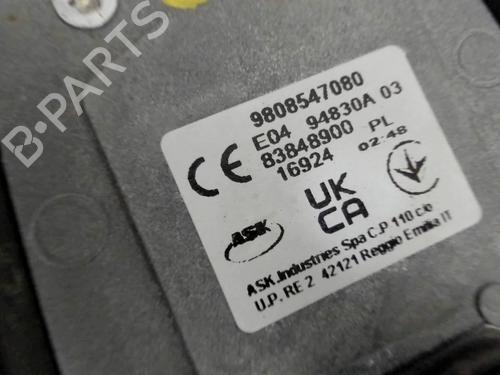 B-PARTS
9808547080
E04 94830A 03
83848900 PL
16924 02:48
CE
UK
CA
ASK
ASK Industries Spa C.P 110 c/o
U.P. RE 2 42121 Reggio Emilia IT